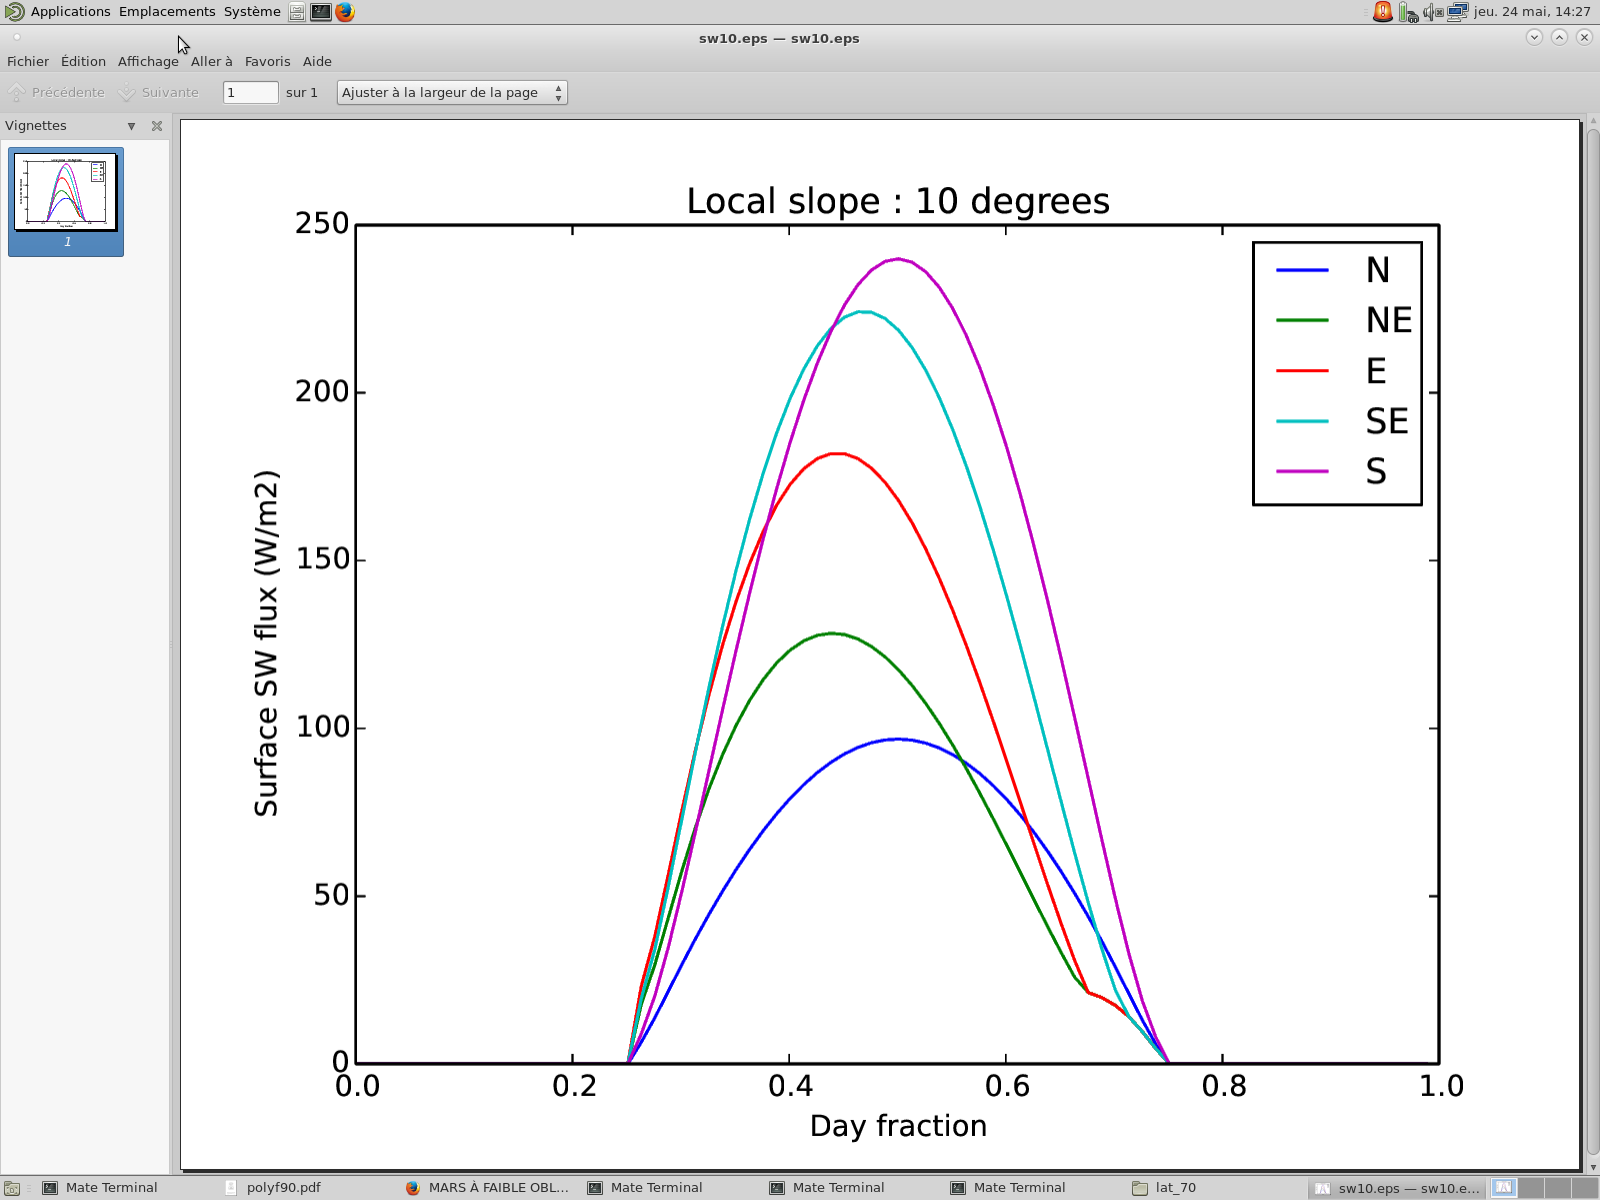 Applications Emplacements Système jeu. 24 mai, 14:27
sw10.eps — sw10.eps
Fichier Édition Affichage Aller à Favoris Aide
Précédente Suivante 1 sur 1 Ajuster à la largeur de la page
Vignettes
1
Local slope : 10 degrees
250
200
150
100
50
0
Surface SW flux (W/m2)
N
NE
E
SE
S
0.0 0.2 0.4 0.6 0.8 1.0
Day fraction
Mate Terminal polyf90.pdf MARS À FAIBLE OBL... Mate Terminal Mate Terminal Mate Terminal lat_70 sw10.eps — sw10.e...